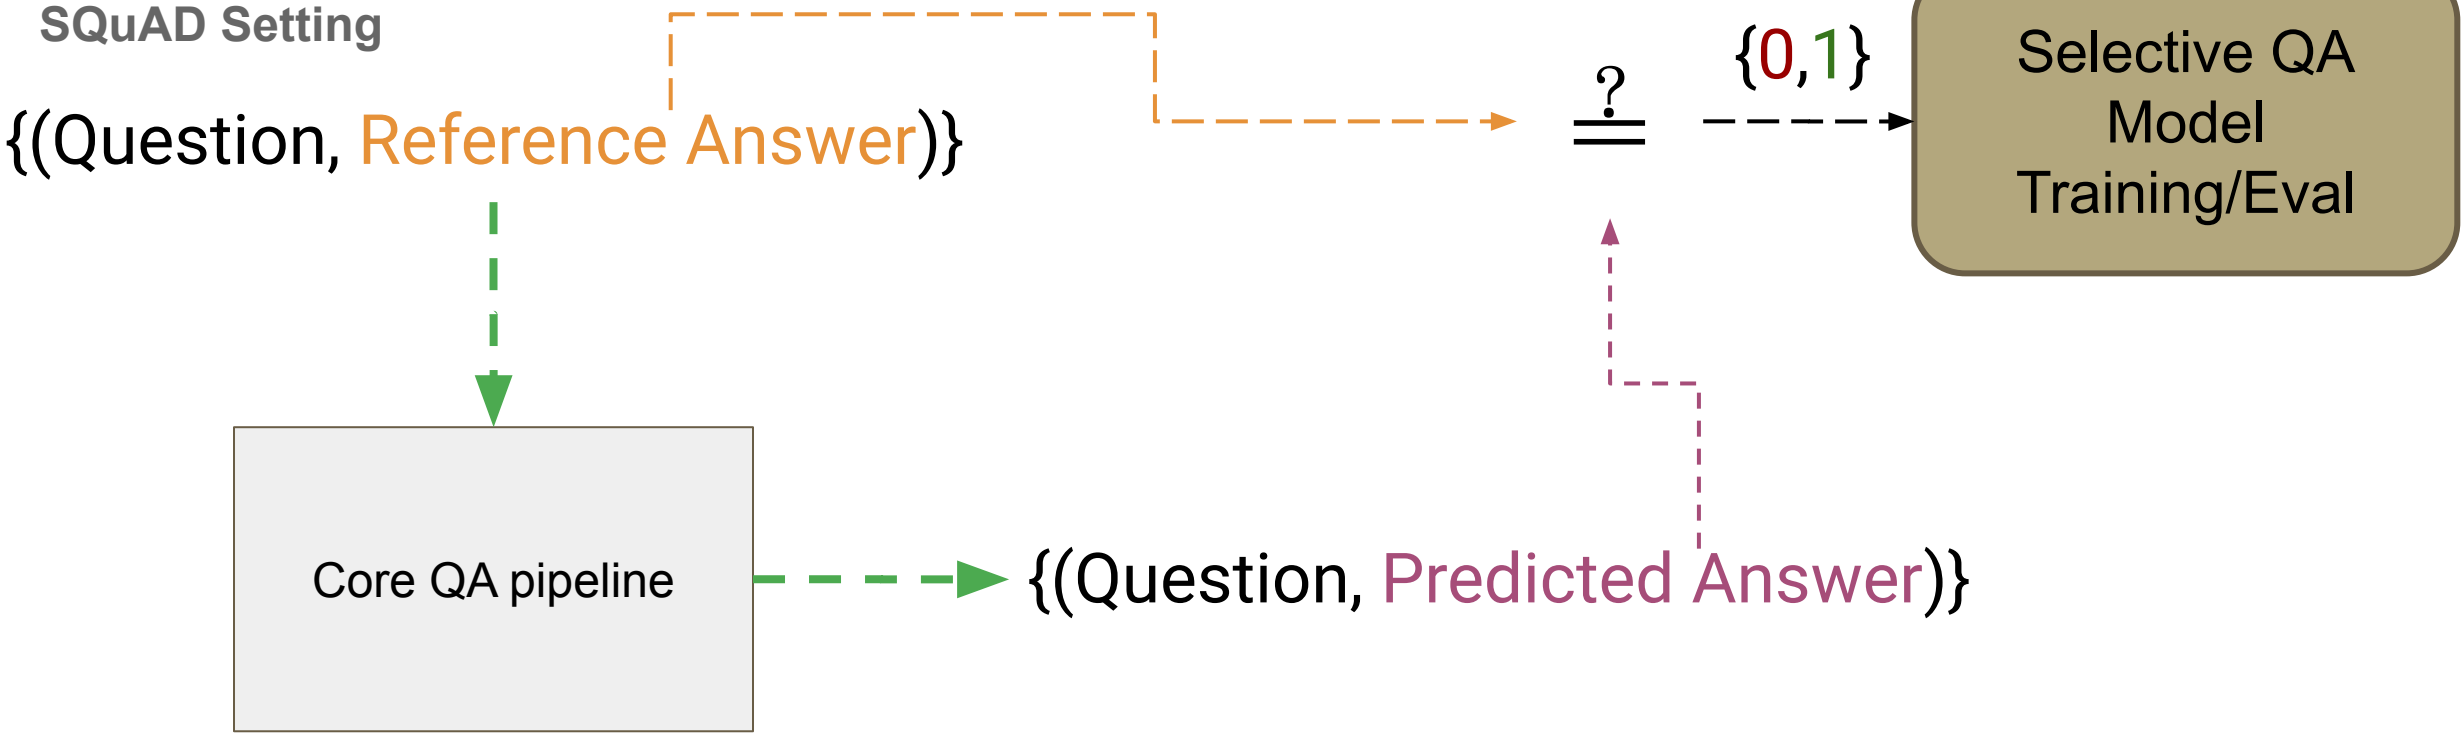 SQuAD Setting
{(Question, Reference Answer)}
?
=
{0,1}
Selective QA
Model
Training/Eval
Core QA pipeline
{(Question, Predicted Answer)}